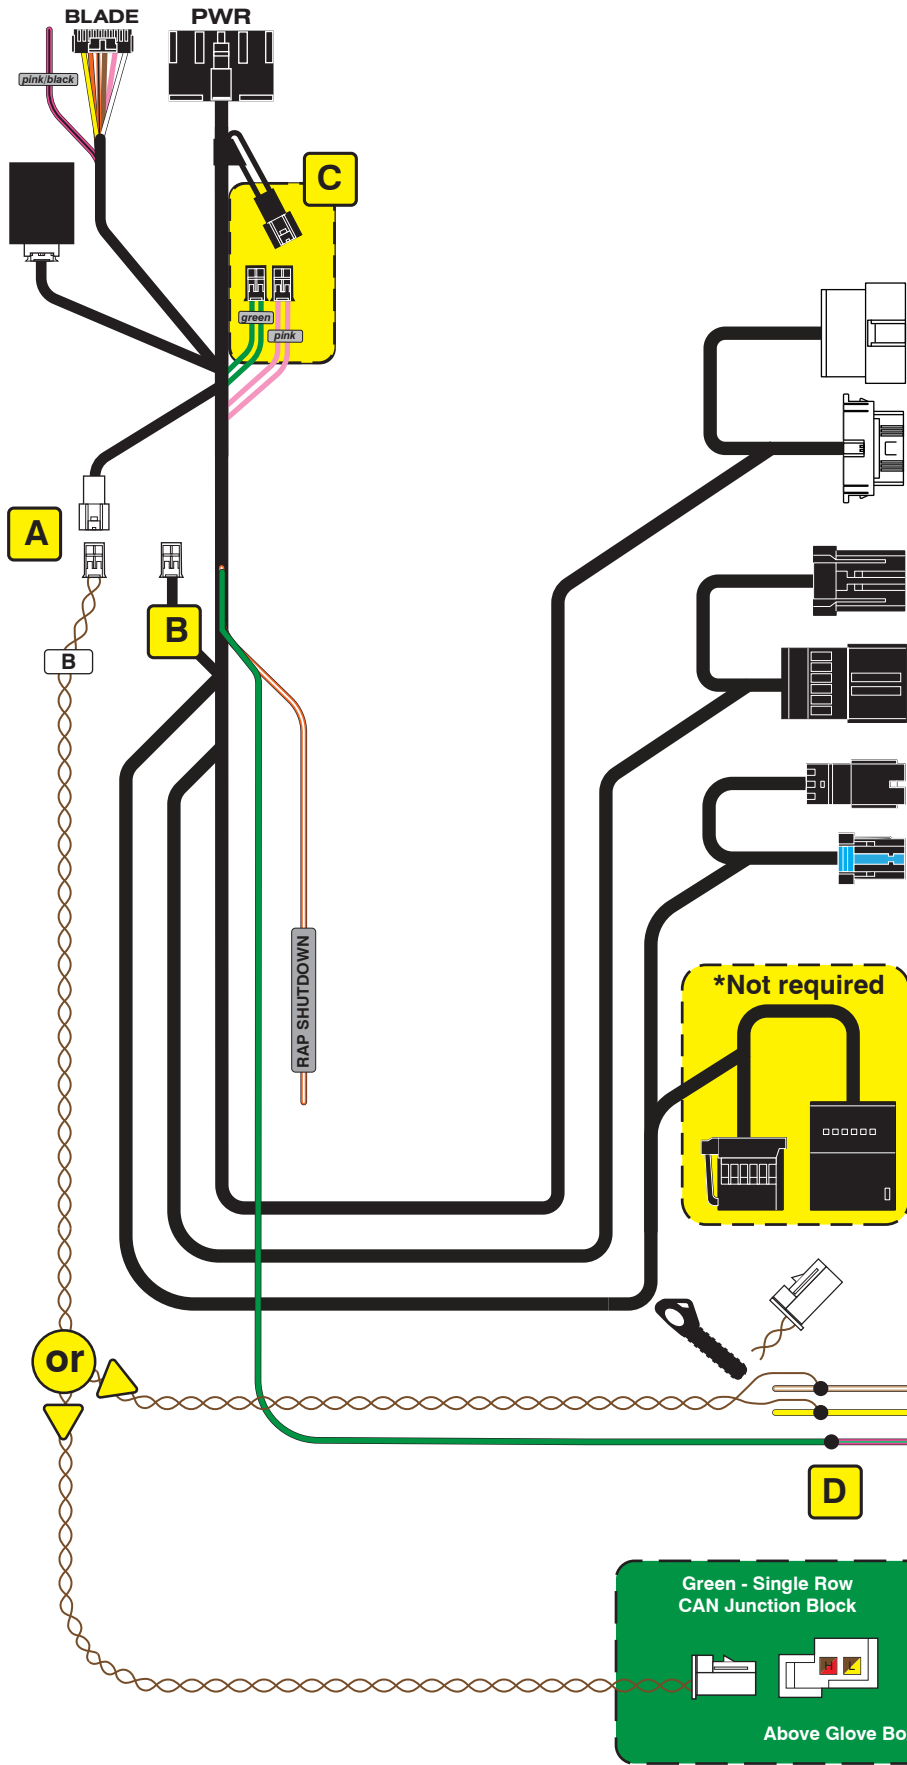 BLADE
PWR
pink/black
C
green
pink
A
B
B
RAP SHUTDOWN
*Not required
or
D
Green - Single Row
CAN Junction Block
H
L
Above Glove Bo